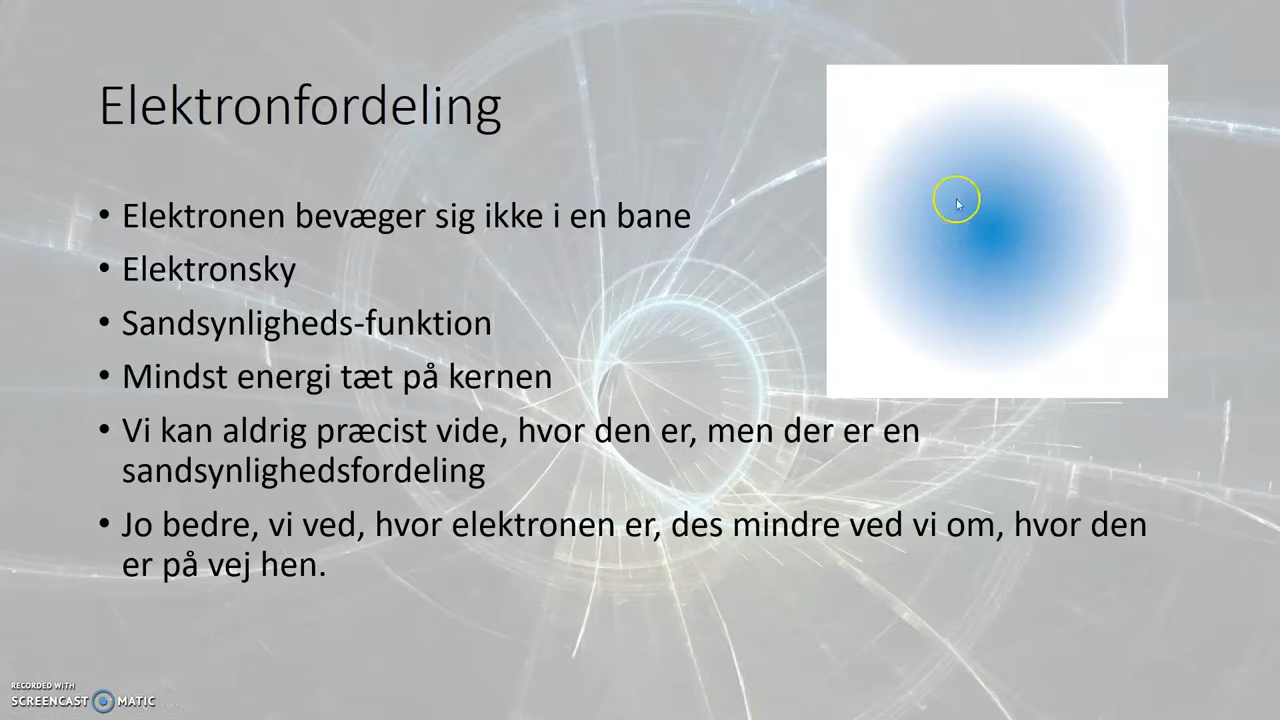 Elektronfordeling
• Elektronen bevæger sig ikke i en bane
• Elektronsky
• Sandsynligheds-funktion
• Mindst energi tæt på kernen
• Vi kan aldrig præcist vide, hvor den er, men der er en
sandsynlighedsfordeling
• Jo bedre, vi ved, hvor elektronen er, des mindre ved vi om, hvor den
er på vej hen.
RECORDED WITH
SCREENCAST MATIC